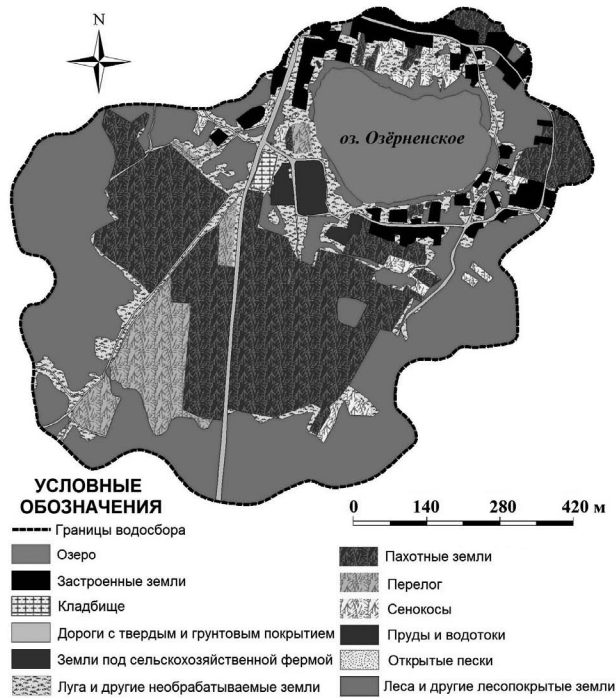 N
оз. Озёрненское
УСЛОВНЫЕ
ОБОЗНАЧЕНИЯ
Границы водосбора
Озеро
Застроенные земли
Кладбище
Дороги с твердым и грунтовым покрытием
Земли под сельскохозяйственной фермой
Луга и другие необрабатываемые земли
0 140 280 420 м
Пахотные земли
Перелог
Сенокосы
Пруды и водотоки
Открытые пески
Леса и другие лесопокрытые земли